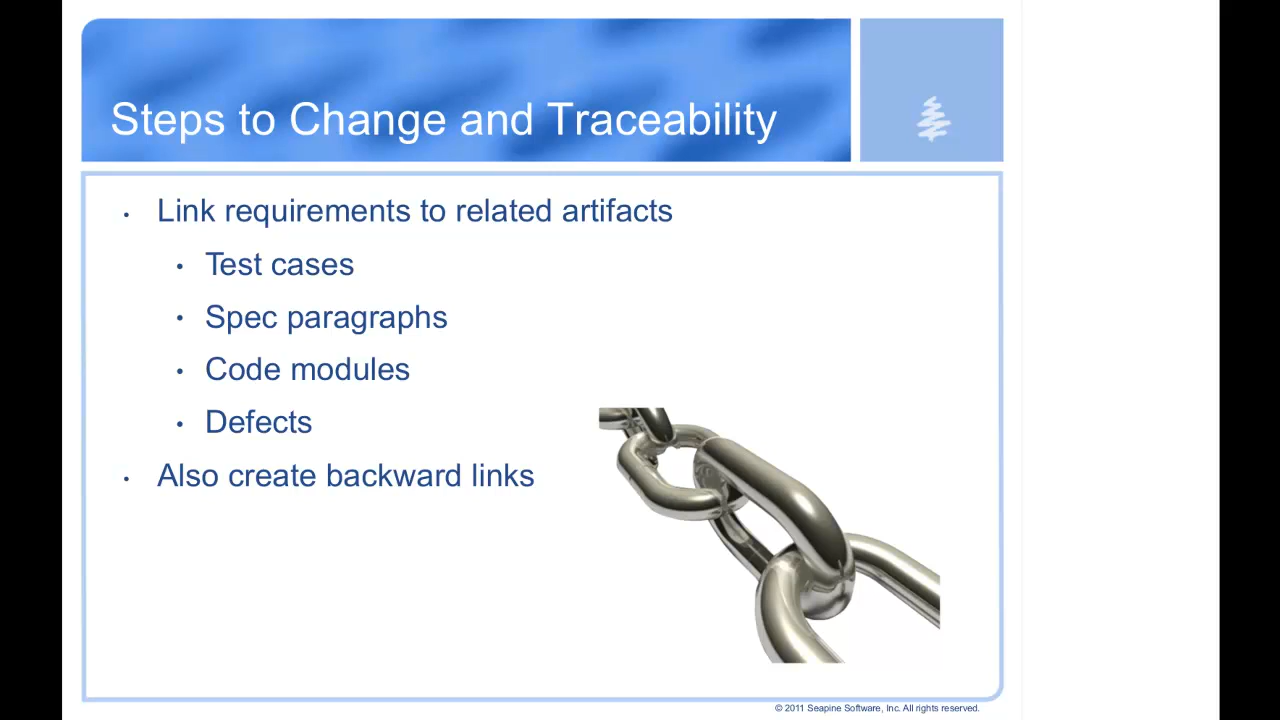 Steps to Change and Traceability
• Link requirements to related artifacts
• Test cases
• Spec paragraphs
• Code modules
• Defects
• Also create backward links
© 2011 Seapine Software, Inc. All rights reserved.